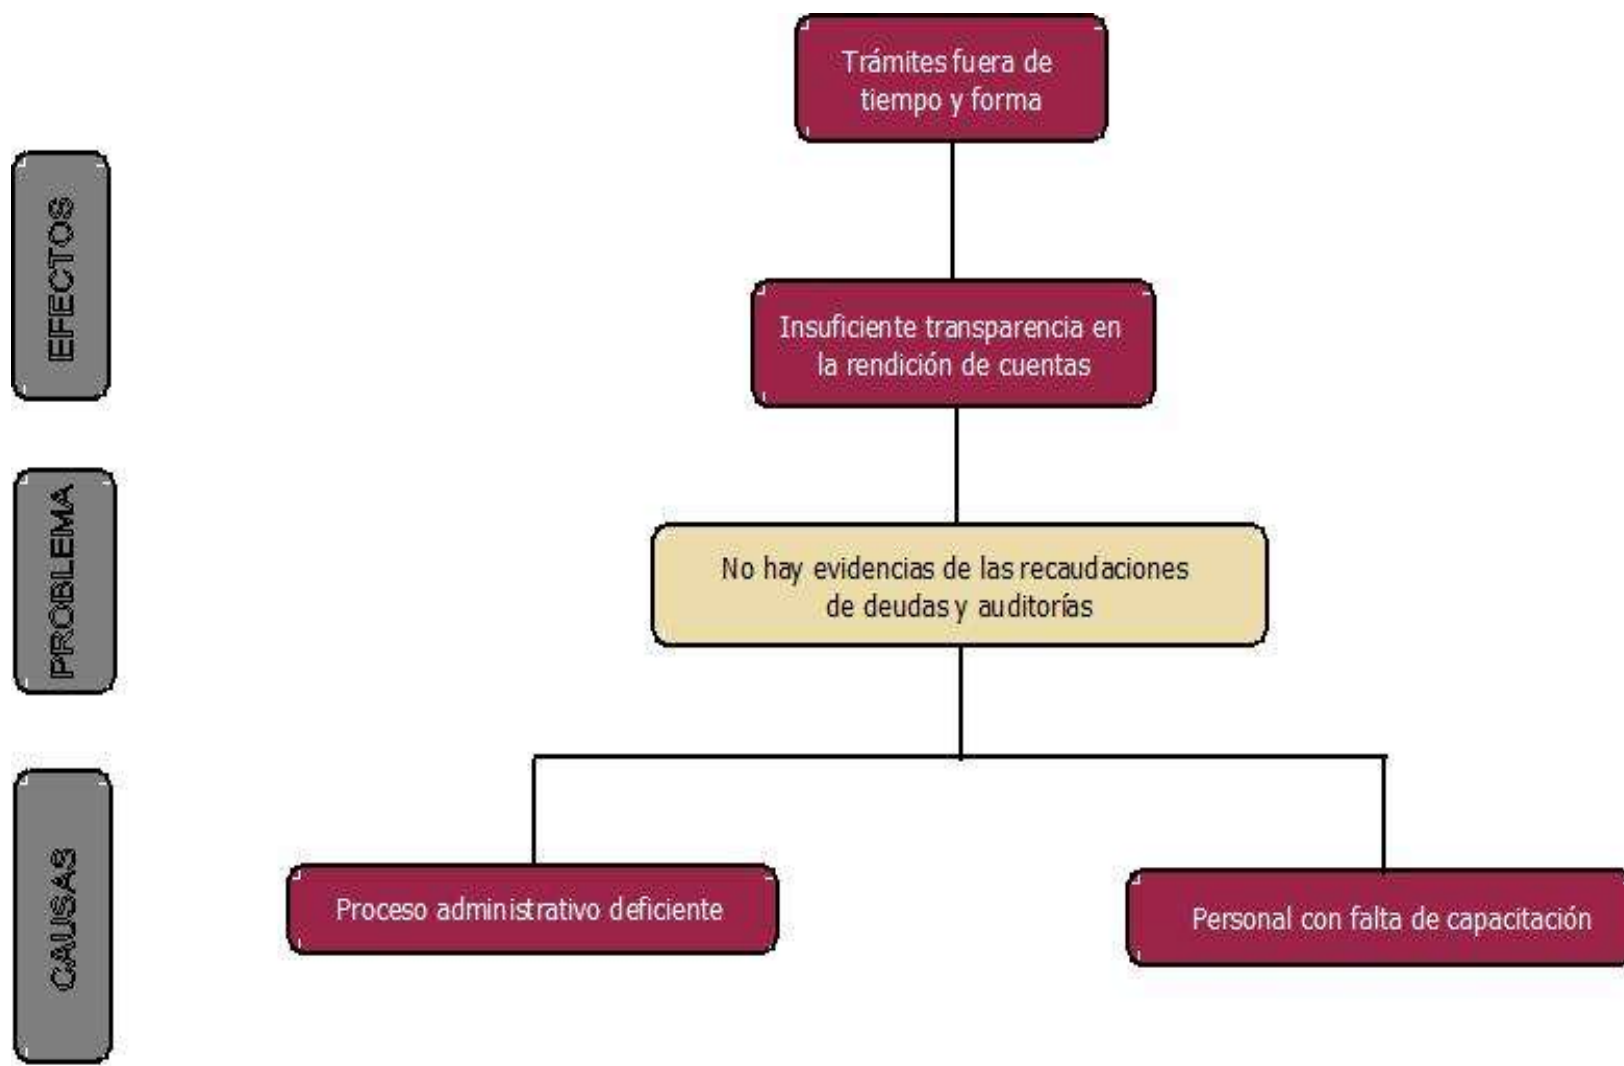 Trámites fuera de
tiempo y forma
EFECTOS
Insuficiente transparencia en
la rendición de cuentas
PROBLEMA
No hay evidencias de las recaudaciones
de deudas y auditorías
CAUSAS
Proceso administrativo deficiente
Personal con falta de capacitación